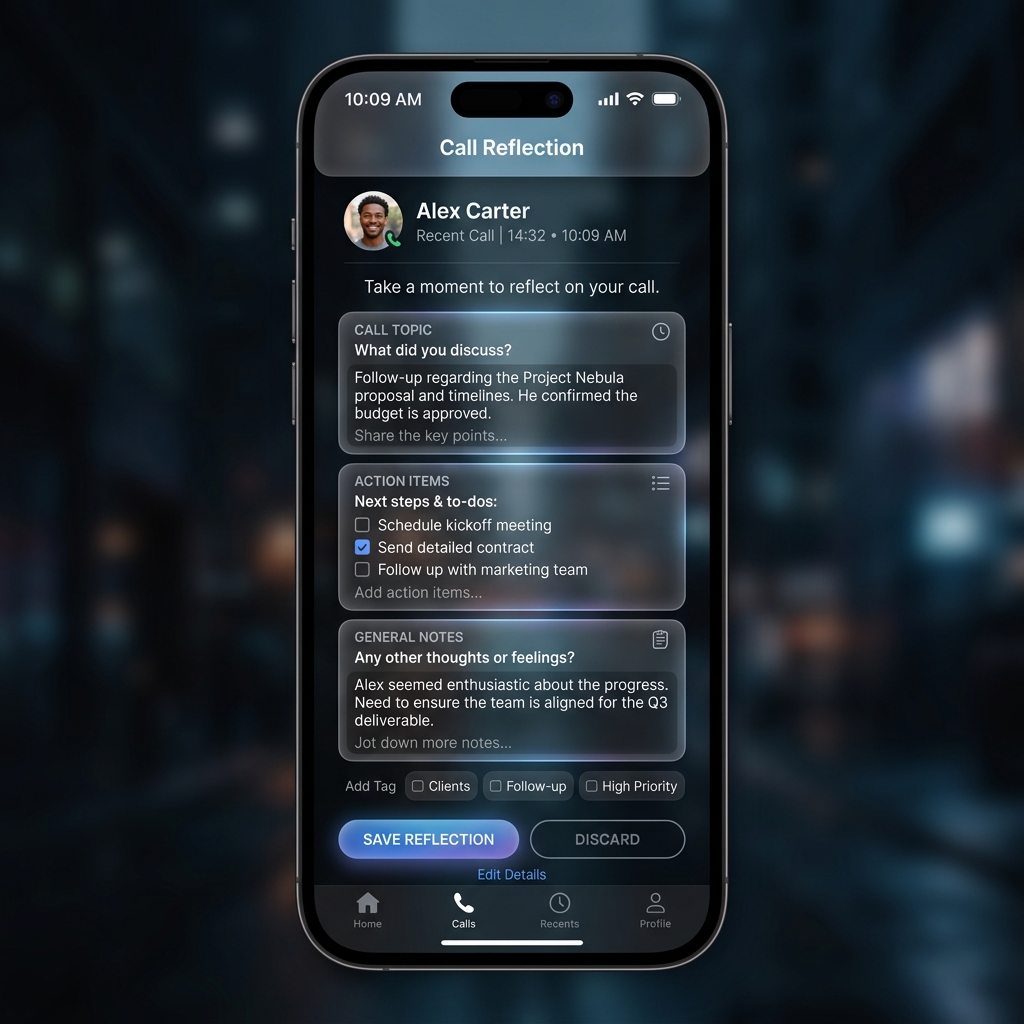 10:09 AM
Call Reflection
Alex Carter
Recent Call | 14:32 • 10:09 AM
Take a moment to reflect on your call.
CALL TOPIC
What did you discuss?
Follow-up regarding the Project Nebula
proposal and timelines. He confirmed the
budget is approved.
Share the key points...
ACTION ITEMS
Next steps & to-dos:
Schedule kickoff meeting
Send detailed contract
Follow up with marketing team
Add action items...
GENERAL NOTES
Any other thoughts or feelings?
Alex seemed enthusiastic about the progress.
Need to ensure the team is aligned for the Q3
deliverable.
Jot down more notes...
Add Tag Clients Follow-up High Priority
SAVE REFLECTION DISCARD
Edit Details
Home Calls Recents Profile